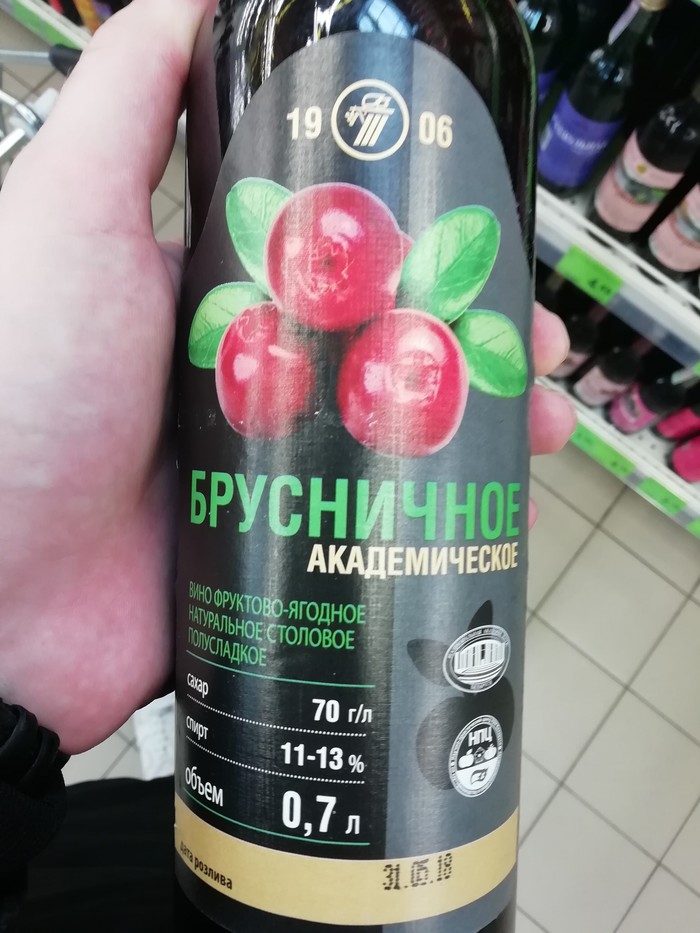 19 06
БРУСНИЧНОЕ
АКАДЕМИЧЕСКОЕ
ВИНО ФРУКТОВО-ЯГОДНОЕ
НАТУРАЛЬНОЕ СТОЛОВОЕ
ПОЛУСЛАДКОЕ
сахар 70 г/л
спирт 11-13 %
объем 0,7 л
НПЦ
дата розлива 31.05.18